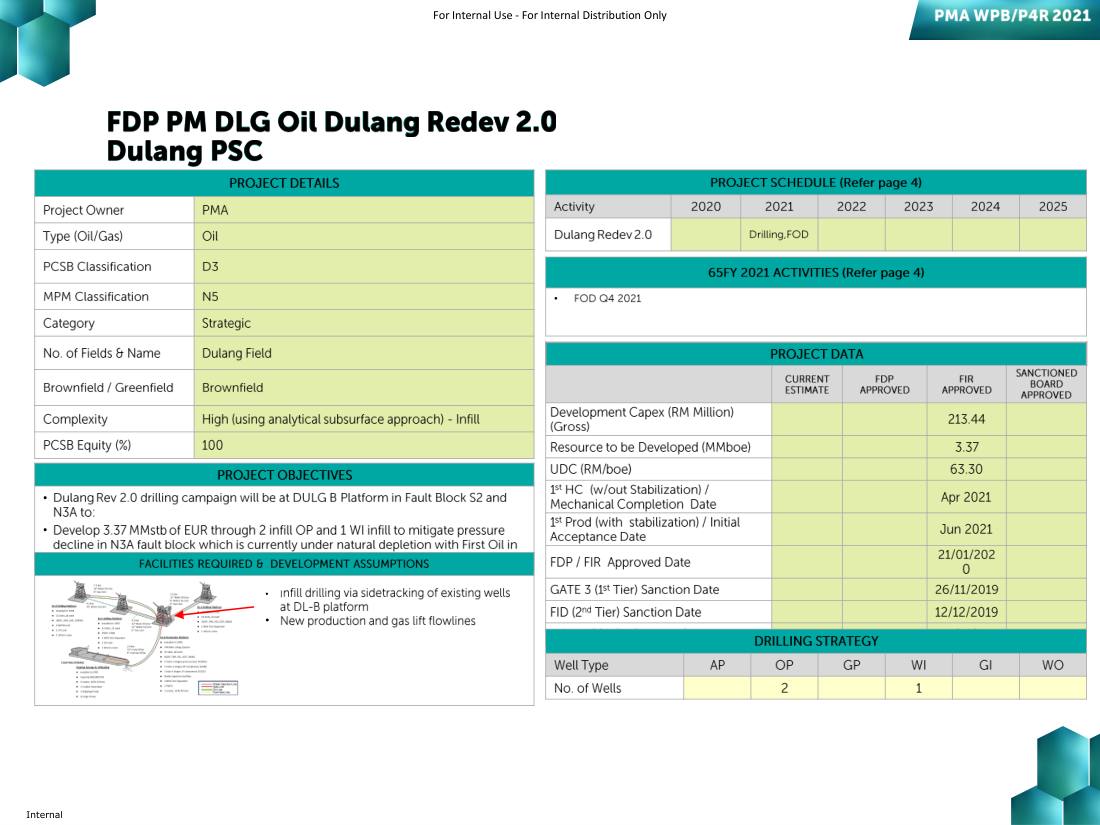 For Internal Use - For Internal Distribution Only
PMA WPB/P4R 2021
FDP PM DLG Oil Dulang Redev 2.0
Dulang PSC
PROJECT DETAILS
Project Owner PMA
Type (Oil/Gas) Oil
PCSB Classification D3
MPM Classification N5
Category Strategic
No. of Fields & Name Dulang Field
Brownfield / Greenfield Brownfield
Complexity High (using analytical subsurface approach) - Infill
PCSB Equity (%) 100
PROJECT OBJECTIVES
• Dulang Rev 2.0 drilling campaign will be at DULG B Platform in Fault Block S2 and
N3A to:
• Develop 3.37 MMstb of EUR through 2 infill OP and 1 WI infill to mitigate pressure
decline in N3A fault block which is currently under natural depletion with First Oil in
FACILITIES REQUIRED & DEVELOPMENT ASSUMPTIONS
• Infill drilling via sidetracking of existing wells
at DL-B platform
• New production and gas lift flowlines
PROJECT SCHEDULE (Refer page 4)
Activity 2020 2021 2022 2023 2024 2025
Dulang Redev 2.0 Drilling,FOD
65FY 2021 ACTIVITIES (Refer page 4)
• FOD Q4 2021
PROJECT DATA
CURRENT ESTIMATE FDP APPROVED FIR APPROVED SANCTIONED BOARD APPROVED
Development Capex (RM Million)
(Gross) 213.44
Resource to be Developed (MMboe) 3.37
UDC (RM/boe) 63.30
1st HC (w/out Stabilization) /
Mechanical Completion Date Apr 2021
1st Prod (with stabilization) / Initial
Acceptance Date Jun 2021
FDP / FIR Approved Date 21/01/202
0
GATE 3 (1st Tier) Sanction Date 26/11/2019
FID (2nd Tier) Sanction Date 12/12/2019
DRILLING STRATEGY
Well Type AP OP GP WI GI WO
No. of Wells 2 1
Internal